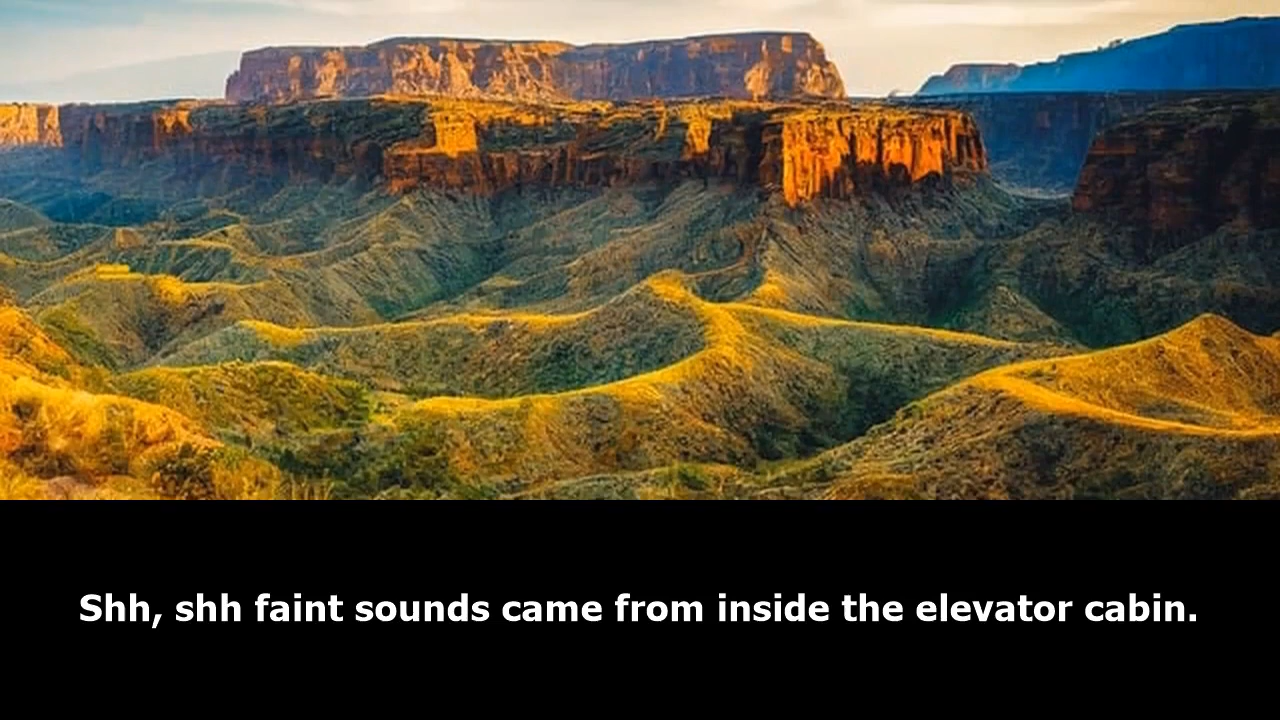 Shh, shh faint sounds came from inside the elevator cabin.